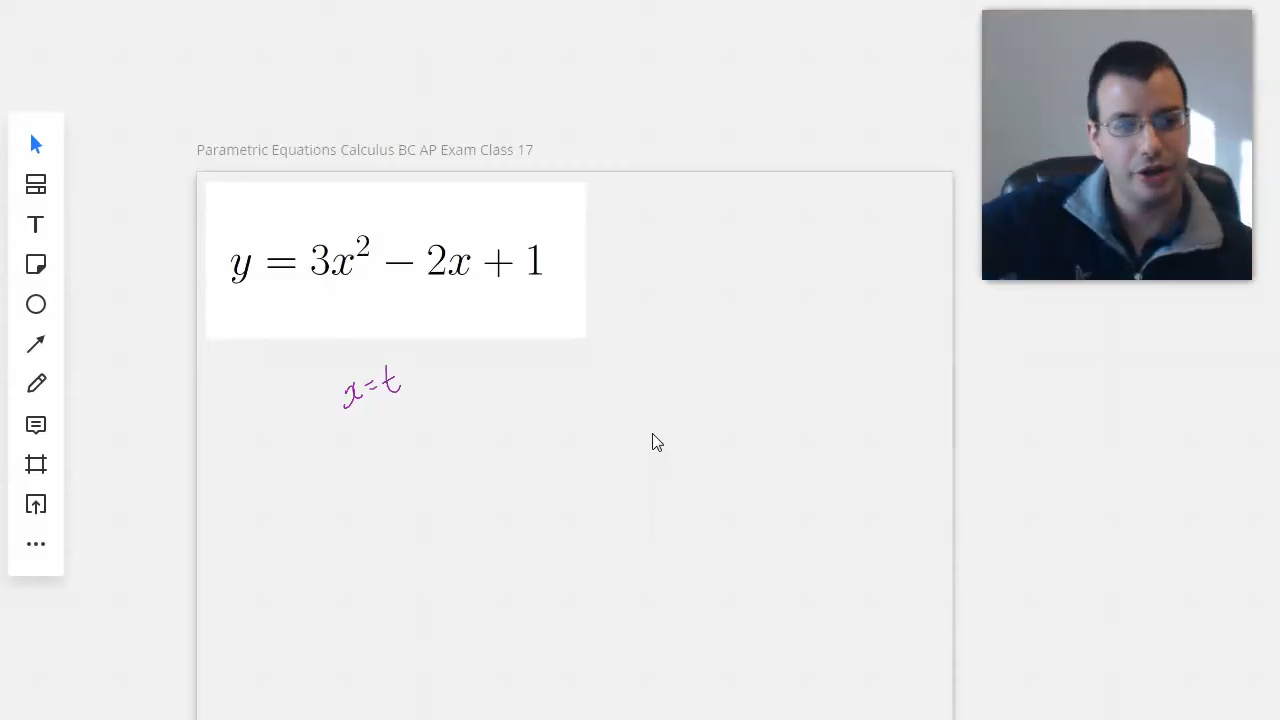 Parametric Equations Calculus BC AP Exam Class 17
y = 3x² − 2x + 1
x = t
T